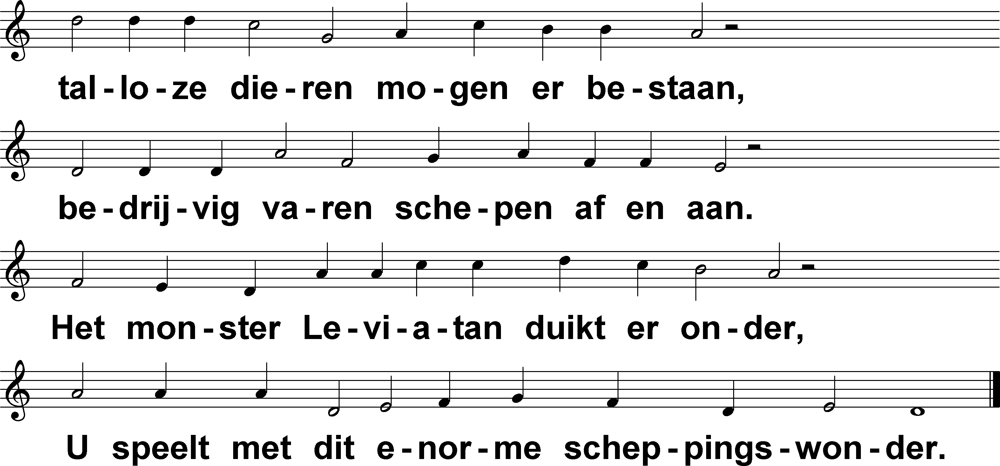 tal-lo-ze die-ren mo-gen er be-staan,
be-drij-vig va-ren sche-pen af en aan.
Het mon-ster Le-vi-a-tan duikt er on-der,
U speelt met dit e-nor-me schep-pings-won-der.